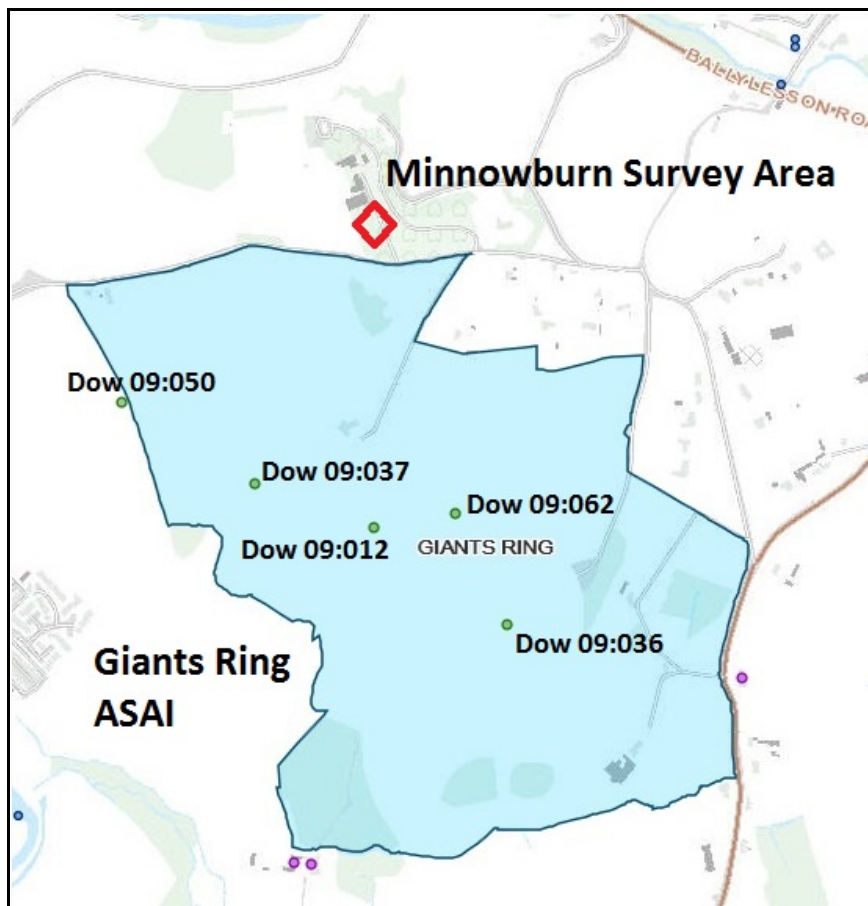 BALLYLESSON ROA
Minnowburn Survey Area
Dow 09:050
Dow 09:037
Dow 09:062
Dow 09:012
GIANTS RING
Dow 09:036
Giants Ring
ASAI